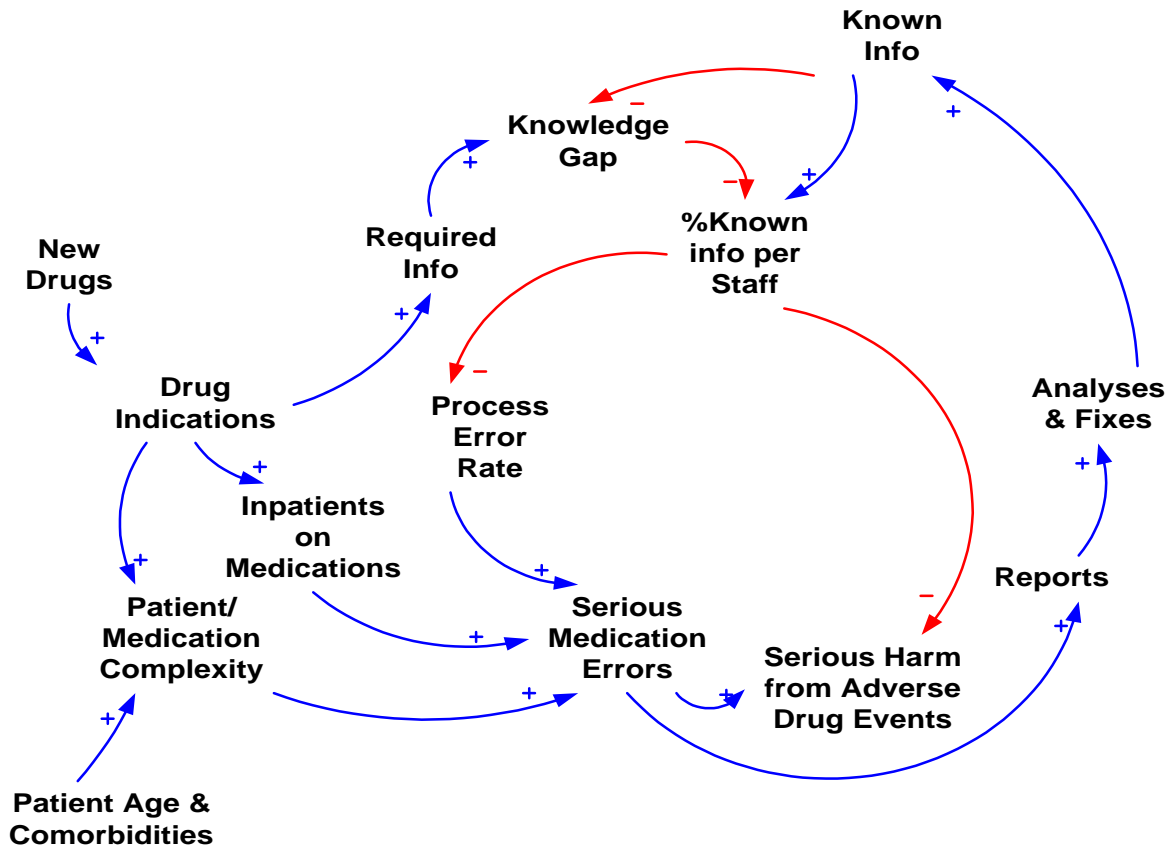 Known
Info
Knowledge
Gap
%Known
info per
Staff
Required
Info
New
Drugs
Drug
Indications
Process
Error
Rate
Analyses
& Fixes
Inpatients
on
Medications
Reports
Patient/
Medication
Complexity
Serious
Medication
Errors
Serious Harm
from Adverse
Drug Events
Patient Age &
Comorbidities